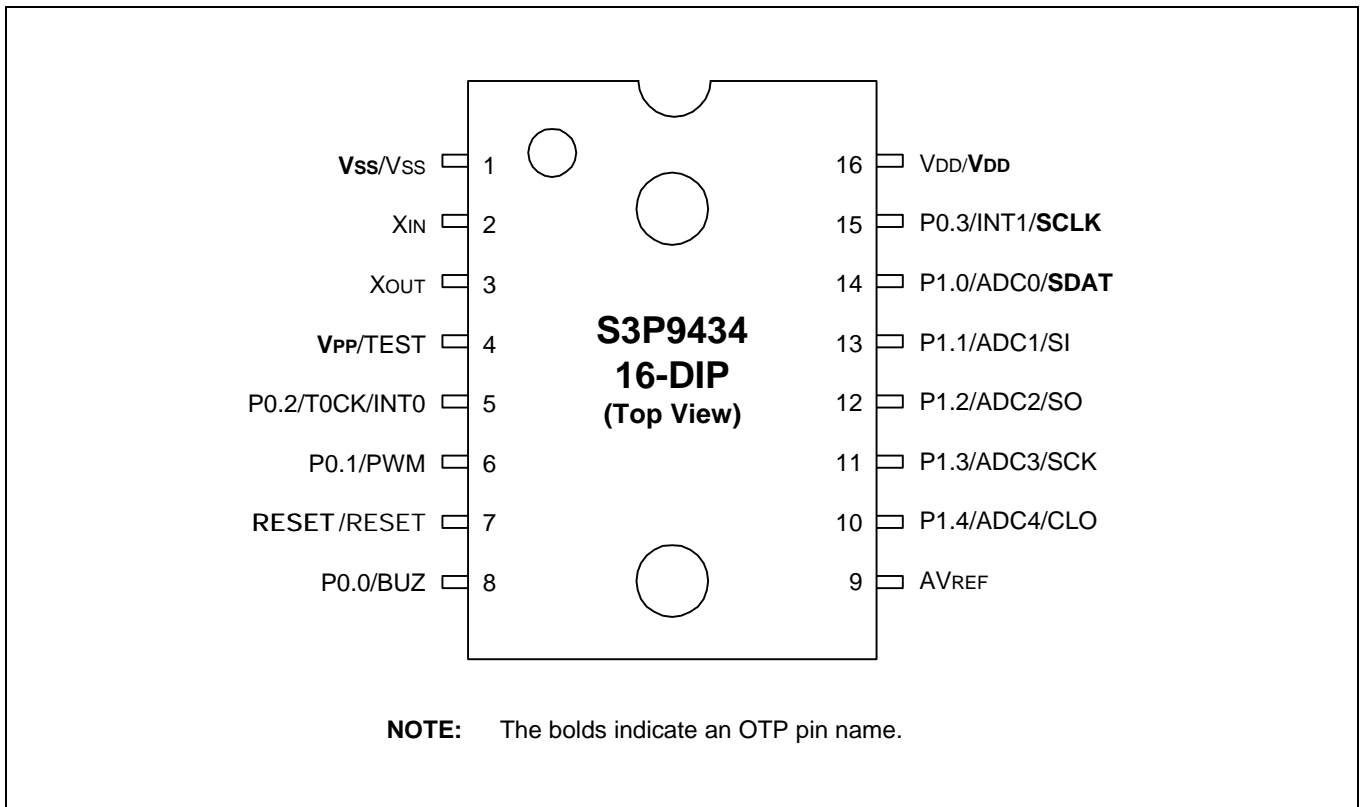 VSS/VSS 1
XIN 2
XOUT 3
VPP/TEST 4
P0.2/T0CK/INT0 5
P0.1/PWM 6
RESET/RESET 7
P0.0/BUZ 8
S3P9434
16-DIP
(Top View)
16 VDD/VDD
15 P0.3/INT1/SCLK
14 P1.0/ADC0/SDAT
13 P1.1/ADC1/SI
12 P1.2/ADC2/SO
11 P1.3/ADC3/SCK
10 P1.4/ADC4/CLO
9 AVREF
NOTE: The bolds indicate an OTP pin name.